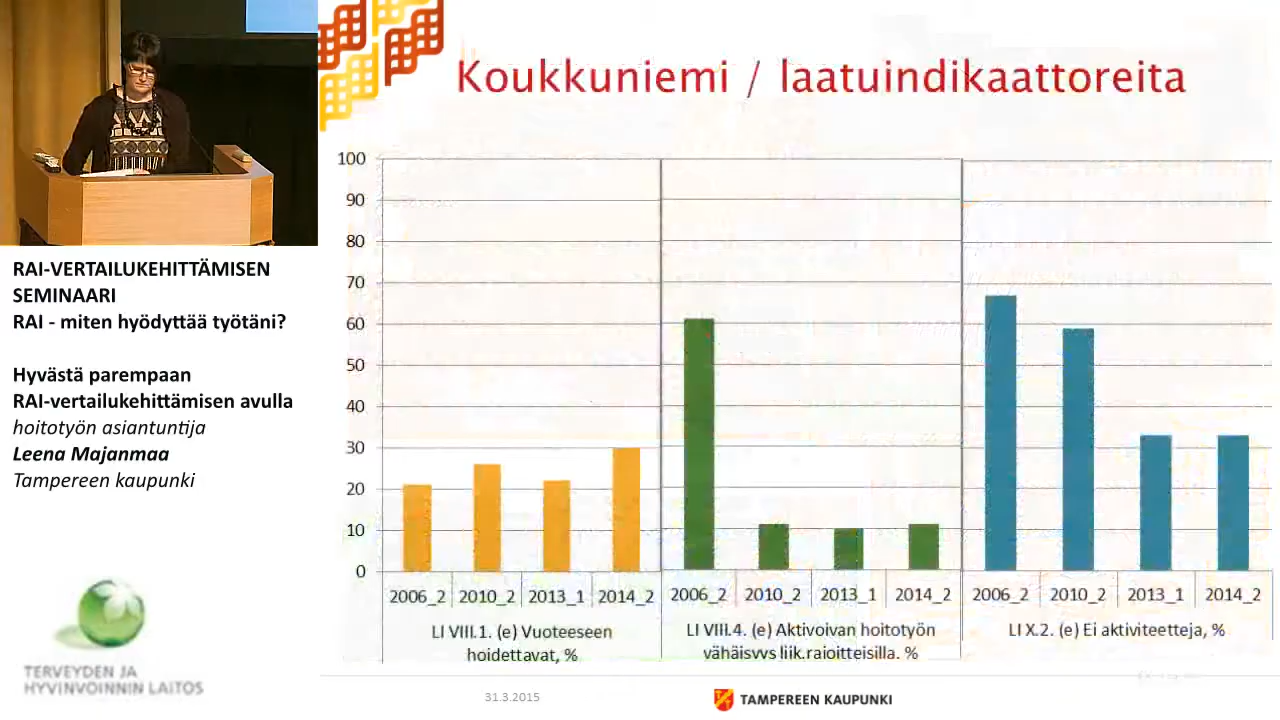 Koukkuniemi / laatuindikaattoreita
RAI-VERTAILUKEHITTÄMISEN
SEMINAARI
RAI - miten hyödyttää työtäni?
Hyvästä parempaan
RAI-vertailukehittämisen avulla
hoitotyön asiantuntija
Leena Majanmaa
Tampereen kaupunki
TERVEYDEN JA
HYVINVOINNIN LAITOS
100
90
80
70
60
50
40
30
20
10
0
2006_2 2010_2 2013_1 2014_2 2006_2 2010_2 2013_1 2014_2 2006_2 2010_2 2013_1 2014_2
LI VIII.1. (e) Vuoteeseen
hoidettavat, %
LI VIII.4. (e) Aktivoivan hoitotyön
vähäisyys liik.rajoitteisilla. %
LI X.2. (e) Ei aktiviteetteja, %
31.3.2015
TAMPEREEN KAUPUNKI